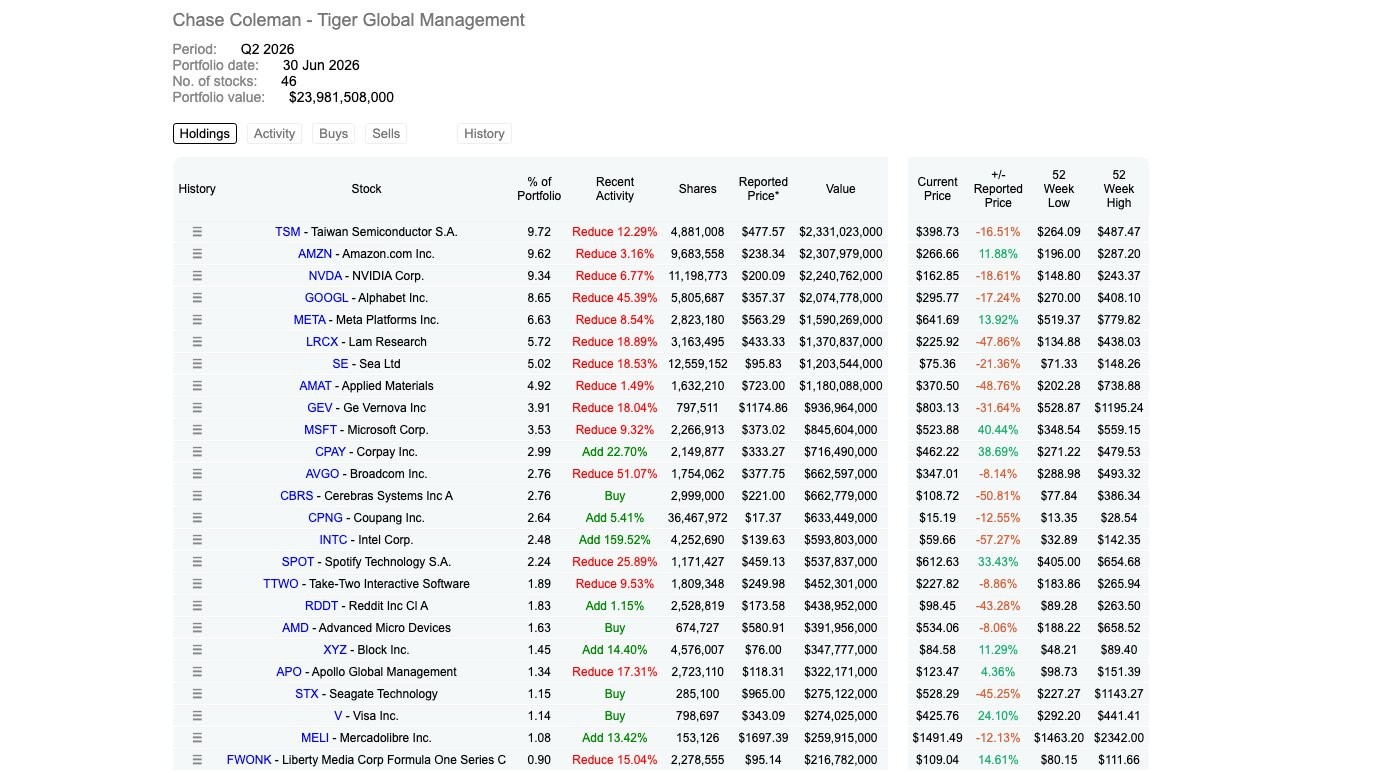 Chase Coleman - Tiger Global Management
Period: Q2 2026
Portfolio date: 30 Jun 2026
No. of stocks: 46
Portfolio value: $23,981,508,000
Holdings Activity Buys Sells History
History Stock % of Portfolio Recent Activity Shares Reported Price* Value Current Price +/- Reported Price 52 Week Low 52 Week High
TSM - Taiwan Semiconductor S.A. 9.72 Reduce 12.29% 4,881,008 $477.57 $2,331,023,000 $398.73 -16.51% $264.09 $487.47
AMZN - Amazon.com Inc. 9.62 Reduce 3.16% 9,683,558 $238.34 $2,307,979,000 $266.66 11.88% $196.00 $287.20
NVDA - NVIDIA Corp. 9.34 Reduce 6.77% 11,198,773 $200.09 $2,240,762,000 $162.85 -18.61% $148.80 $243.37
GOOGL - Alphabet Inc. 8.65 Reduce 45.39% 5,805,687 $357.37 $2,074,778,000 $295.77 -17.24% $270.00 $408.10
META - Meta Platforms Inc. 6.63 Reduce 8.54% 2,823,180 $563.29 $1,590,269,000 $641.69 13.92% $519.37 $779.82
LRCX - Lam Research 5.72 Reduce 18.89% 3,163,495 $433.33 $1,370,837,000 $225.92 -47.86% $134.88 $438.03
SE - Sea Ltd 5.02 Reduce 18.53% 12,559,152 $95.83 $1,203,544,000 $75.36 -21.36% $71.33 $148.26
AMAT - Applied Materials 4.92 Reduce 1.49% 1,632,210 $723.00 $1,180,088,000 $370.50 -48.76% $202.28 $738.88
GEV - Ge Vernova Inc 3.91 Reduce 18.04% 797,511 $1174.86 $936,964,000 $803.13 -31.64% $528.87 $1195.24
MSFT - Microsoft Corp. 3.53 Reduce 9.32% 2,266,913 $373.02 $845,604,000 $523.88 40.44% $348.54 $559.15
CPAY - Corpay Inc. 2.99 Add 22.70% 2,149,877 $333.27 $716,490,000 $462.22 38.69% $271.22 $479.53
AVGO - Broadcom Inc. 2.76 Reduce 51.07% 1,754,062 $377.75 $662,597,000 $347.01 -8.14% $288.98 $493.32
CBRS - Cerebras Systems Inc A 2.76 Buy 2,999,000 $221.00 $662,779,000 $108.72 -50.81% $77.84 $386.34
CPNG - Coupang Inc. 2.64 Add 5.41% 36,467,972 $17.37 $633,449,000 $15.19 -12.55% $13.35 $28.54
INTC - Intel Corp. 2.48 Add 159.52% 4,252,690 $139.63 $593,803,000 $59.66 -57.27% $32.89 $142.35
SPOT - Spotify Technology S.A. 2.24 Reduce 25.89% 1,171,427 $459.13 $537,837,000 $612.63 33.43% $405.00 $654.68
TTWO - Take-Two Interactive Software 1.89 Reduce 9.53% 1,809,348 $249.98 $452,301,000 $227.82 -8.86% $183.86 $265.94
RDDT - Reddit Inc Cl A 1.83 Add 1.15% 2,528,819 $173.58 $438,952,000 $98.45 -43.28% $89.28 $263.50
AMD - Advanced Micro Devices 1.63 Buy 674,727 $580.91 $391,956,000 $534.06 -8.06% $188.22 $658.52
XYZ - Block Inc. 1.45 Add 14.40% 4,576,007 $76.00 $347,777,000 $84.58 11.29% $48.21 $89.40
APO - Apollo Global Management 1.34 Reduce 17.31% 2,723,110 $118.31 $322,171,000 $123.47 4.36% $98.73 $151.39
STX - Seagate Technology 1.15 Buy 285,100 $965.00 $275,122,000 $528.29 -45.25% $227.27 $1143.27
V - Visa Inc. 1.14 Buy 798,697 $343.09 $274,025,000 $425.76 24.10% $292.20 $441.41
MELI - Mercadolibre Inc. 1.08 Add 13.42% 153,126 $1697.39 $259,915,000 $1491.49 -12.13% $1463.20 $2342.00
FWONK - Liberty Media Corp Formula One Series C 0.90 Reduce 15.04% 2,278,555 $95.14 $216,782,000 $109.04 14.61% $80.15 $111.66